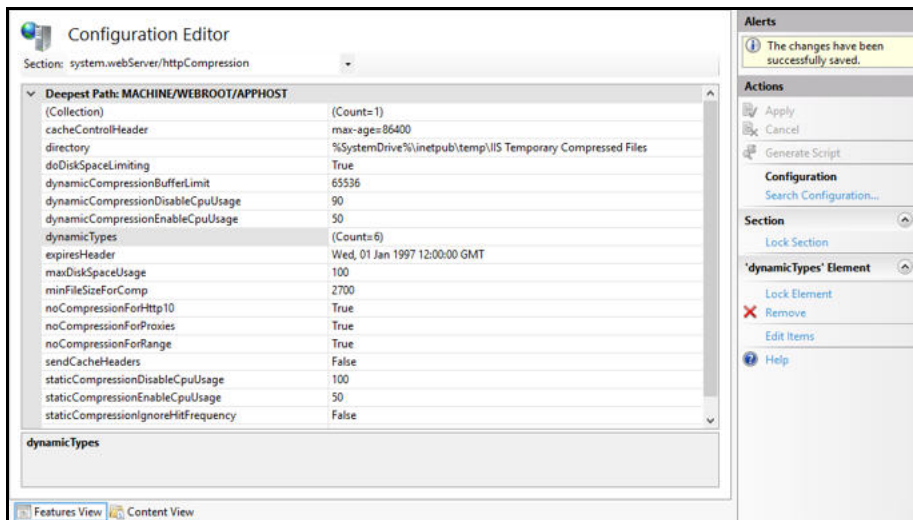 Configuration Editor
Section: system.webServer/httpCompression
Deepest Path: MACHINE/WEBROOT/APPHOST
(Collection) (Count=1)
cacheControlHeader max-age=86400
directory %SystemDrive%\inetpub\temp\IIS Temporary Compressed Files
doDiskSpaceLimiting True
dynamicCompressionBufferLimit 65536
dynamicCompressionDisableCpuUsage 90
dynamicCompressionEnableCpuUsage 50
dynamicTypes (Count=6)
expiresHeader Wed, 01 Jan 1997 12:00:00 GMT
maxDiskSpaceUsage 100
minFileSizeForComp 2700
noCompressionForHttp10 True
noCompressionForProxies True
noCompressionForRange True
sendCacheHeaders False
staticCompressionDisableCpuUsage 100
staticCompressionEnableCpuUsage 50
staticCompressionIgnoreHitFrequency False
dynamicTypes
Features View Content View
Alerts
The changes have been
successfully saved.
Actions
Apply
Cancel
Generate Script
Configuration
Search Configuration...
Section
Lock Section
'dynamicTypes' Element
Lock Element
Remove
Edit Items
Help